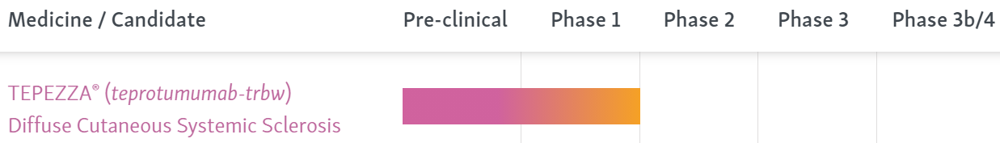 Medicine / Candidate Pre-clinical Phase 1 Phase 2 Phase 3 Phase 3b/4
TEPEZZA® (teprotumumab-trbw)
Diffuse Cutaneous Systemic Sclerosis